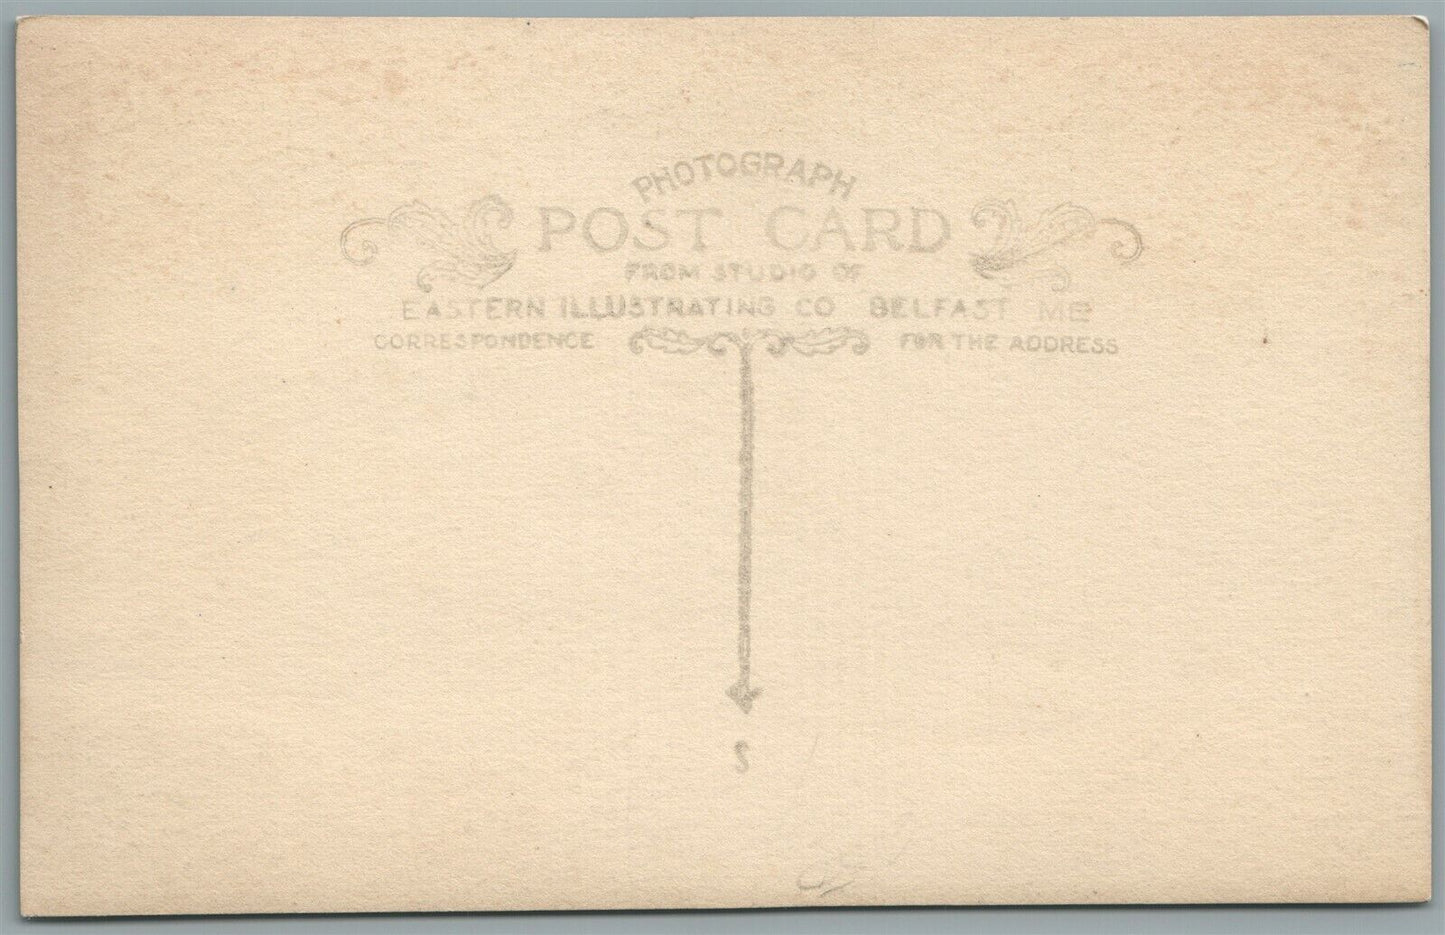 PHOTOGRAPH
POST CARD
FROM STUDIO OF
EASTERN ILLUSTRATING CO BELFAST ME
CORRESPONDENCE FOR THE ADDRESS
S